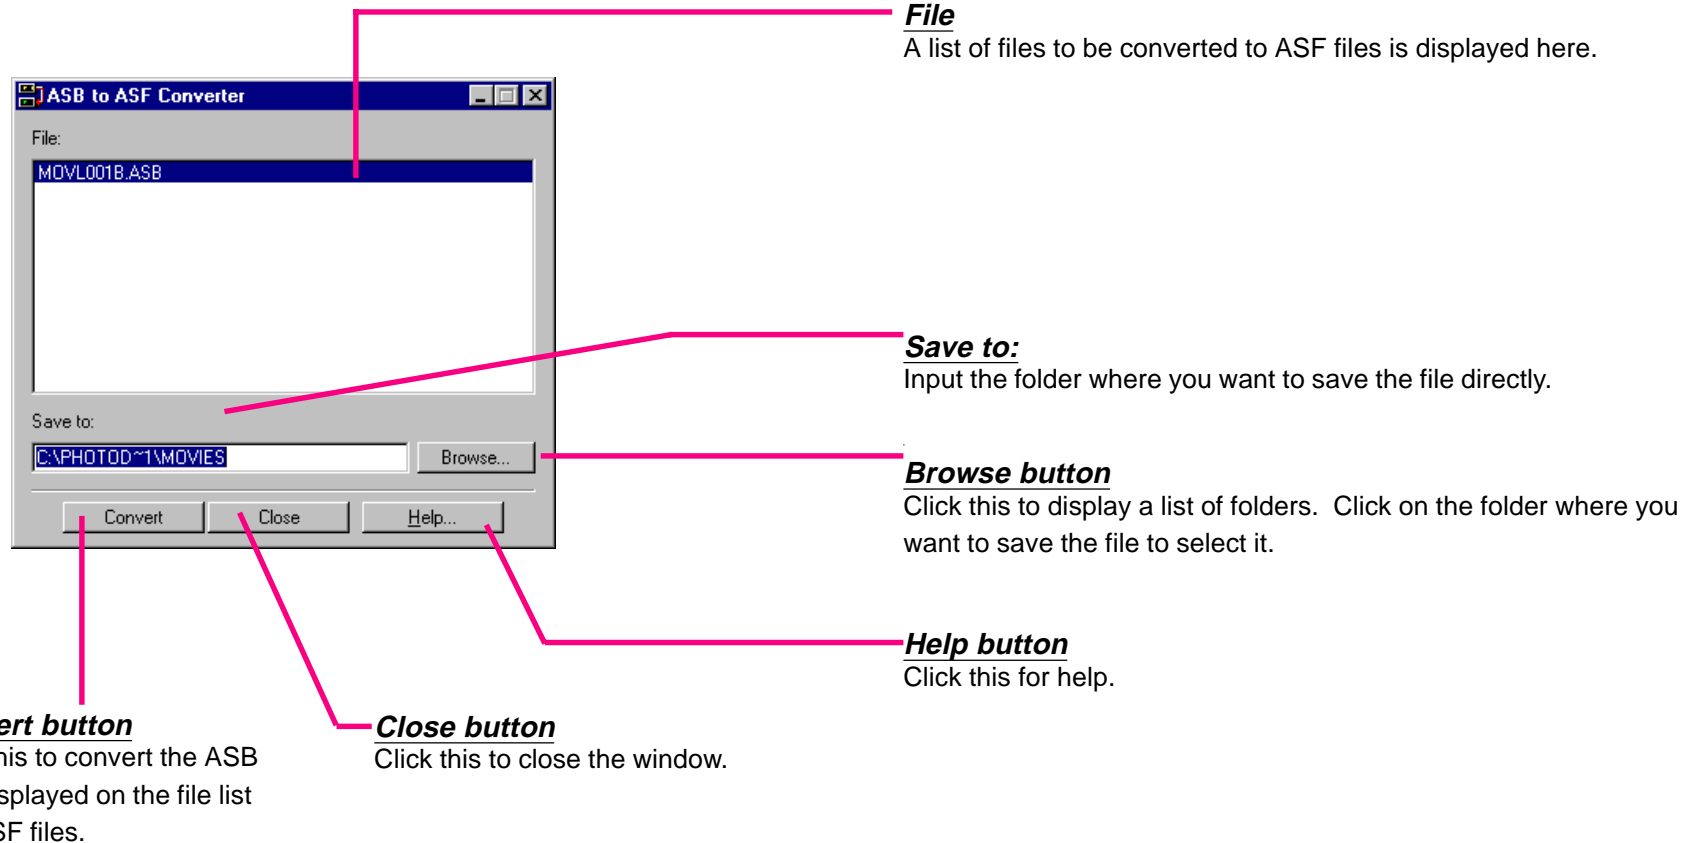 File
A list of files to be converted to ASF files is displayed here.
ASB to ASF Converter
File:
MOVL001B.ASB
Save to:
Input the folder where you want to save the file directly.
Save to:
C:\PHOTOD~1\MOVIES
Browse...
Browse button
Click this to display a list of folders. Click on the folder where you
want to save the file to select it.
Convert
Close
Help...
Help button
Click this for help.
ert button
his to convert the ASB
splayed on the file list
SF files.
Close button
Click this to close the window.